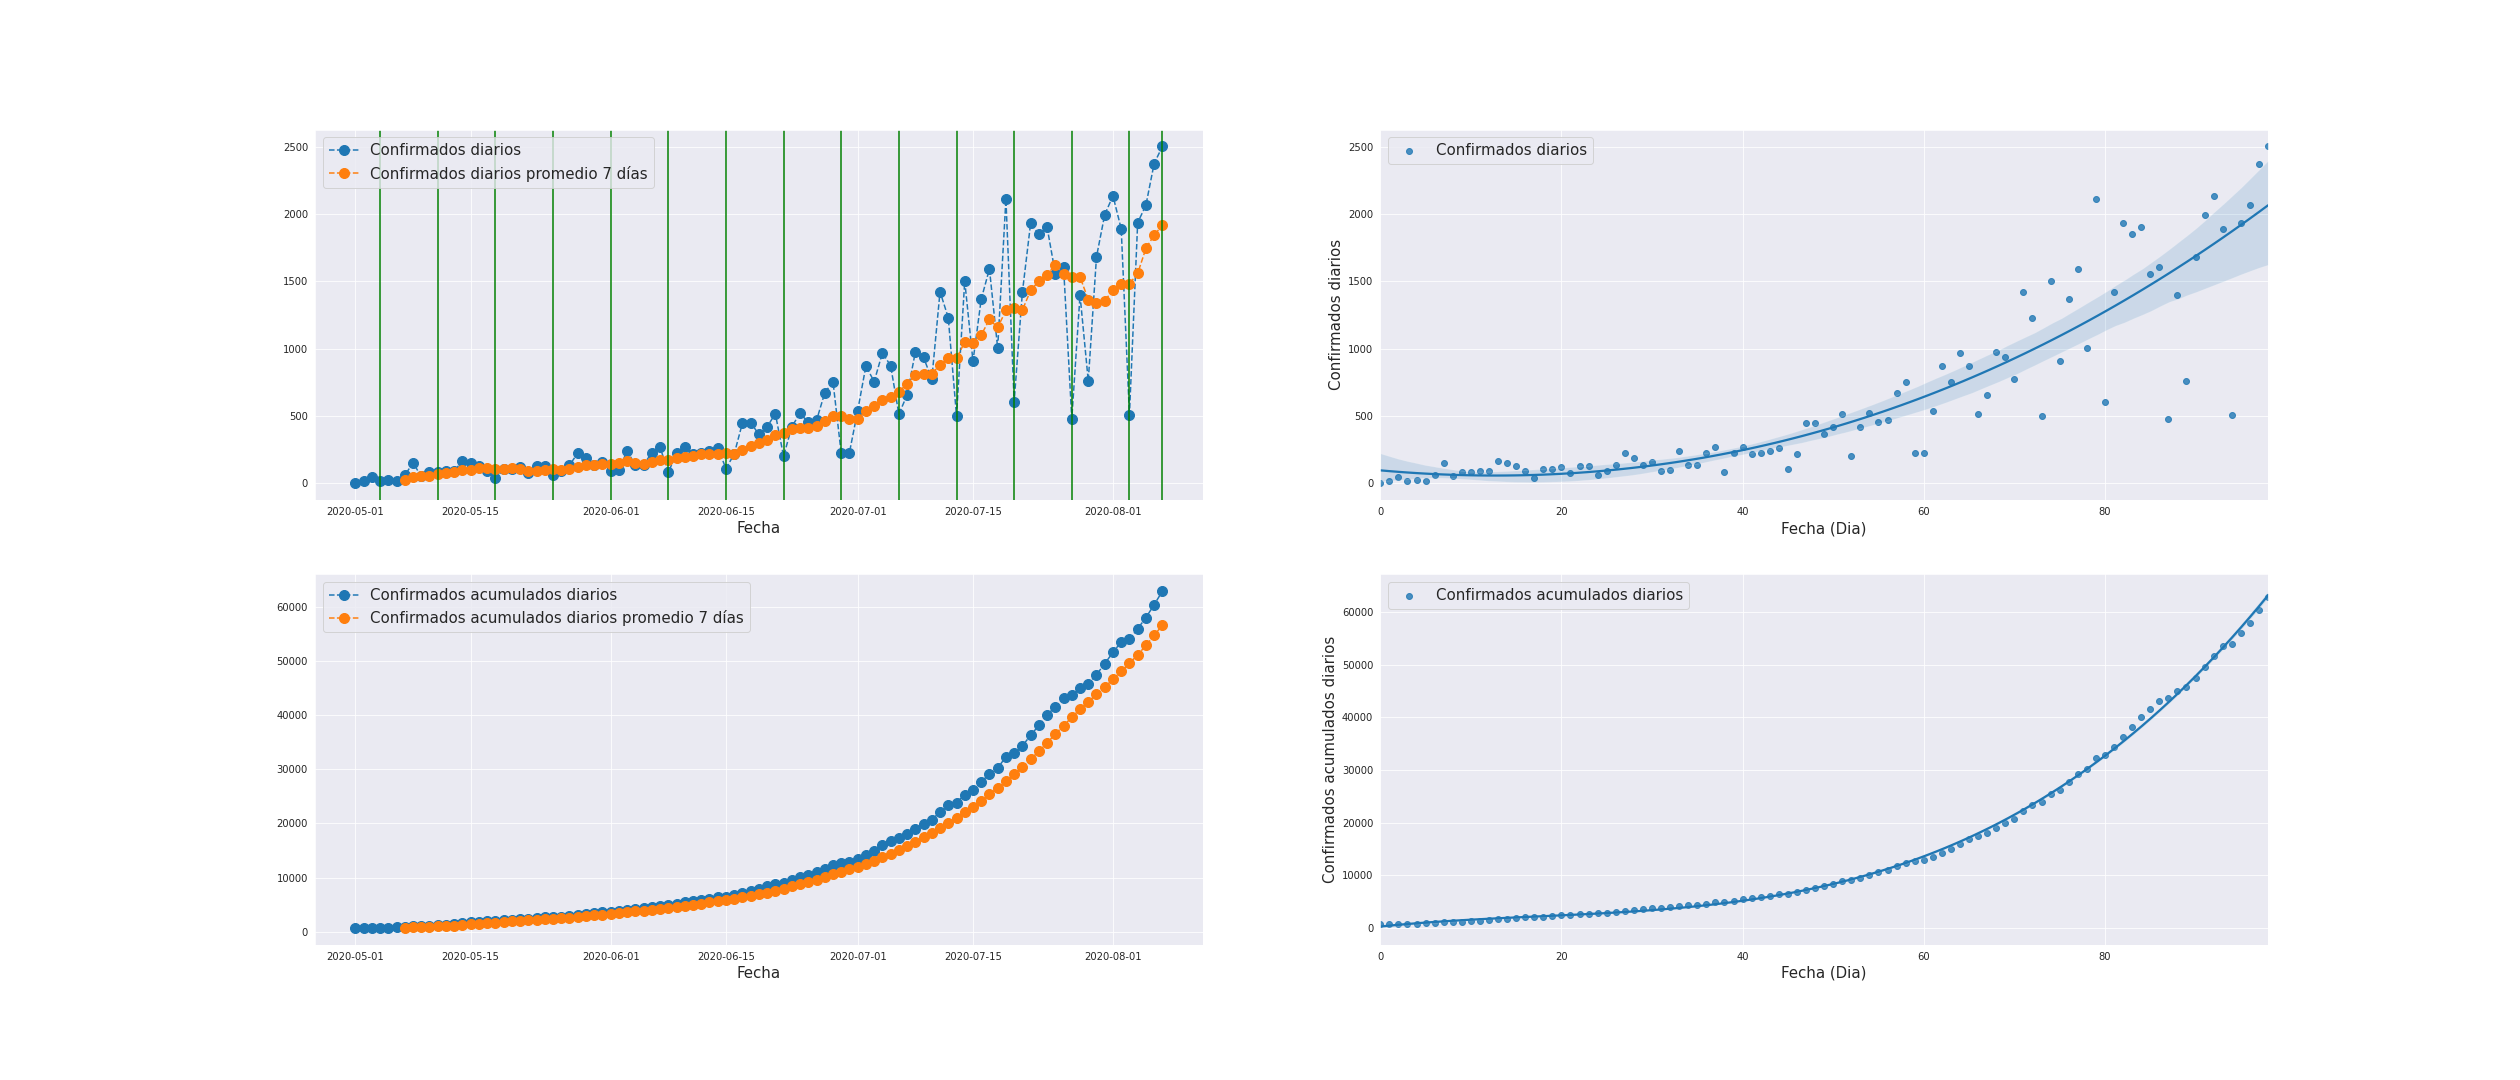 Confirmados diarios
Confirmados diarios promedio 7 días
2500
2000
1500
1000
500
0
2020-05-01 2020-05-15 2020-06-01 2020-06-15 2020-07-01 2020-07-15 2020-08-01
Fecha
Confirmados diarios
Confirmados diarios
2500
2000
1500
1000
500
0
0 20 40 60 80
Fecha (Dia)
Confirmados acumulados diarios
Confirmados acumulados diarios promedio 7 días
60000
50000
40000
30000
20000
10000
0
2020-05-01 2020-05-15 2020-06-01 2020-06-15 2020-07-01 2020-07-15 2020-08-01
Fecha
Confirmados acumulados diarios
Confirmados acumulados diarios
60000
50000
40000
30000
20000
10000
0
0 20 40 60 80
Fecha (Dia)